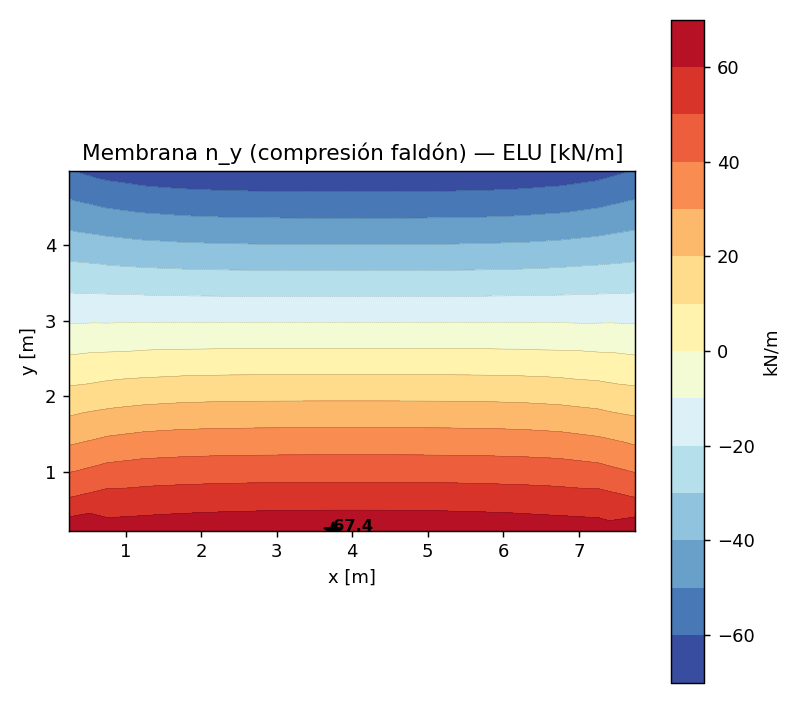 Membrana n_y (compresión faldón) — ELU [kN/m]
60
40
20
0
−20
−40
−60
kN/m
4
3
2
1
y [m]
67.4
1 2 3 4 5 6 7
x [m]